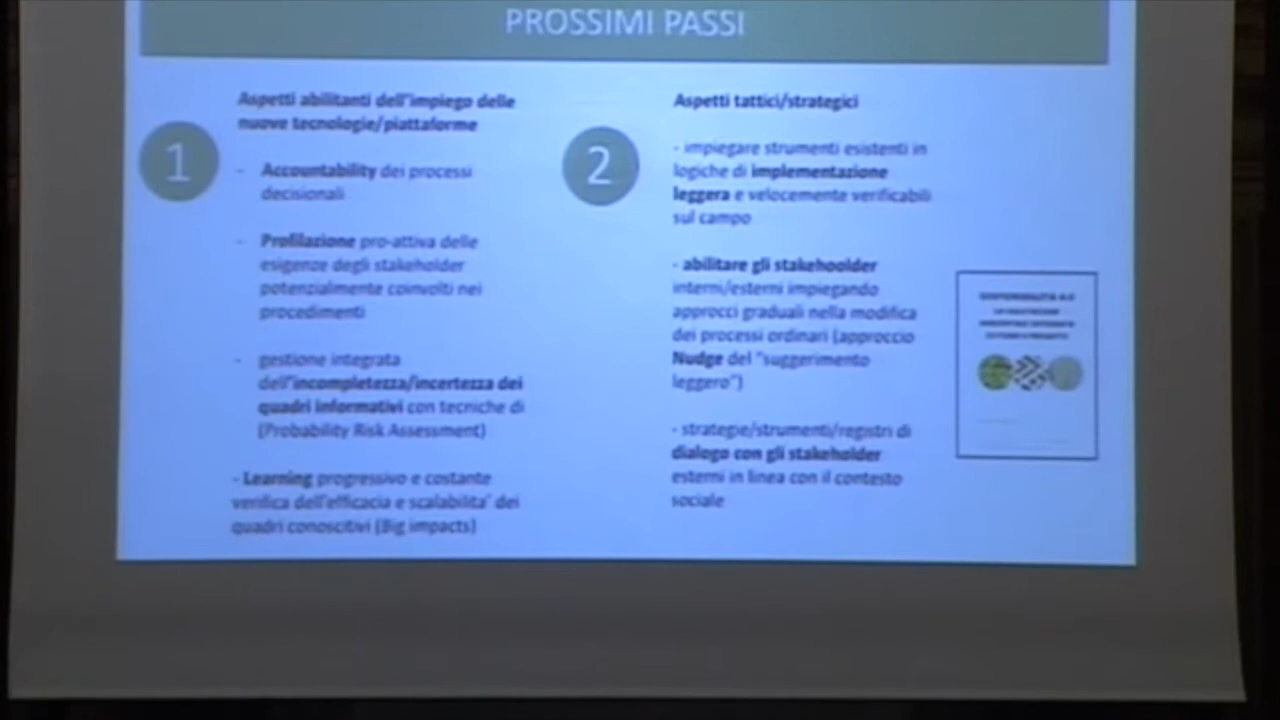 PROSSIMI PASSI
1
Aspetti abilitanti dell'impiego delle
nuove tecnologie/piattaforme
- Accountability dei processi
decisionali
- Profilazione pro-attiva delle
esigenze degli stakeholder
potenzialmente coinvolti nei
procedimenti
- gestione integrata
dell'incompletezza/incertezza dei
quadri informativi con tecniche di
(Probability Risk Assessment)
- Learning progressivo e costante
verifica dell'efficacia e scalabilita' dei
quadri conoscitivi (Big impacts)
2
Aspetti tattici/strategici
- impiegare strumenti esistenti in
logiche di implementazione
leggera e velocemente verificabili
sul campo
- abilitare gli stakehoolder
interni/esterni impiegando
approcci graduali nella modifica
dei processi ordinari (approccio
Nudge del "suggerimento
leggero")
- strategie/strumenti/registri di
dialogo con gli stakeholder
esterni in linea con il contesto
sociale